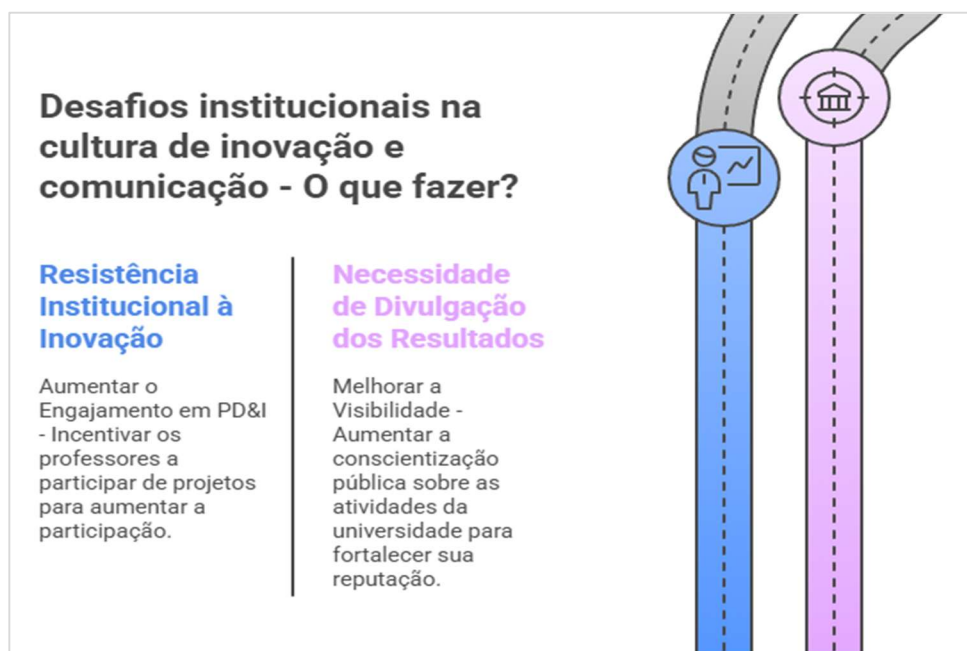 Desafios institucionais na
cultura de inovação e
comunicação - O que fazer?
Resistência
Institucional à
Inovação
Aumentar o
Engajamento em PD&I
- Incentivar os
professores a
participar de projetos
para aumentar a
participação.
Necessidade
de Divulgação
dos Resultados
Melhorar a
Visibilidade -
Aumentar a
conscientização
pública sobre as
atividades da
universidade para
fortalecer sua
reputação.